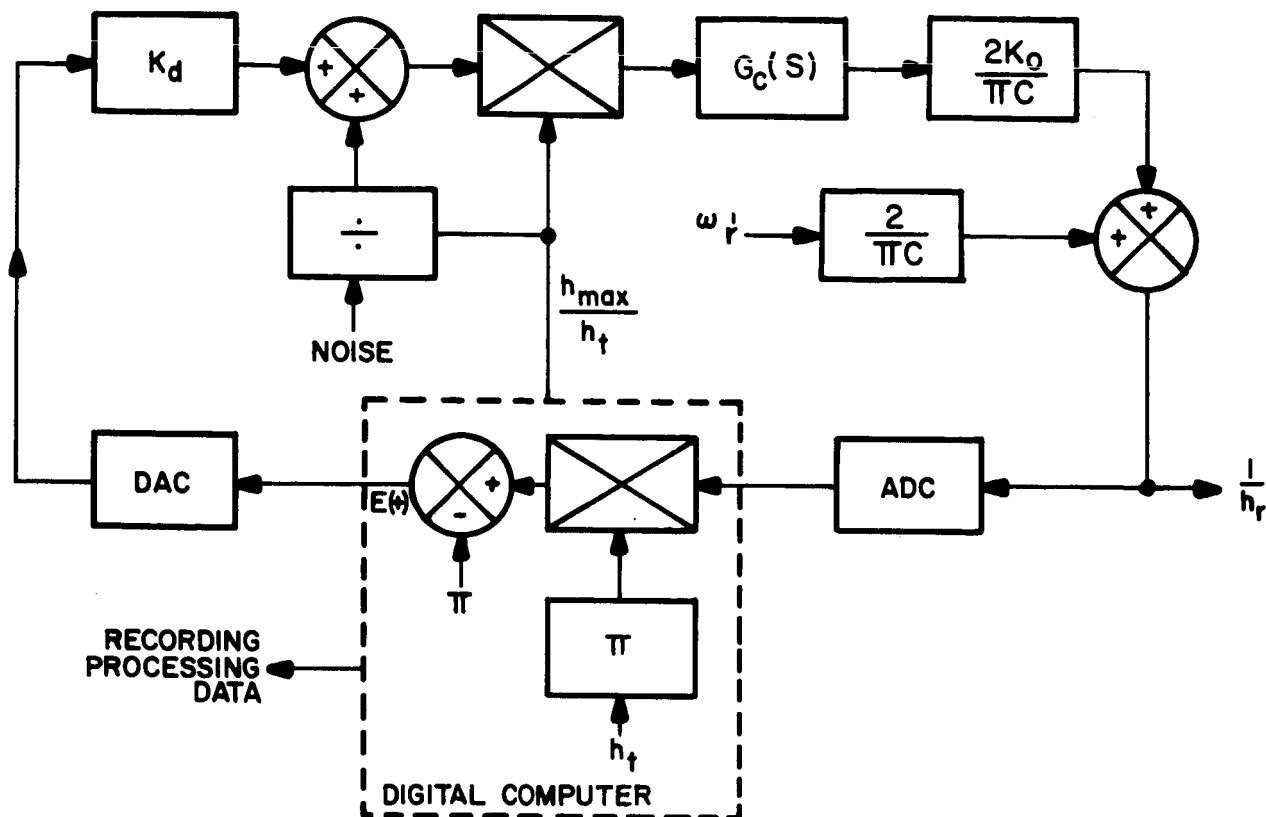 K_d
+
+
G_c(S)
2K_0
πC
ω_r'
2
πC
+
+
÷
NOISE
h_max
h_t
DAC
E(+)
+
-
π
ADC
1
h_r
π
h_t
RECORDING
PROCESSING
DATA
DIGITAL COMPUTER